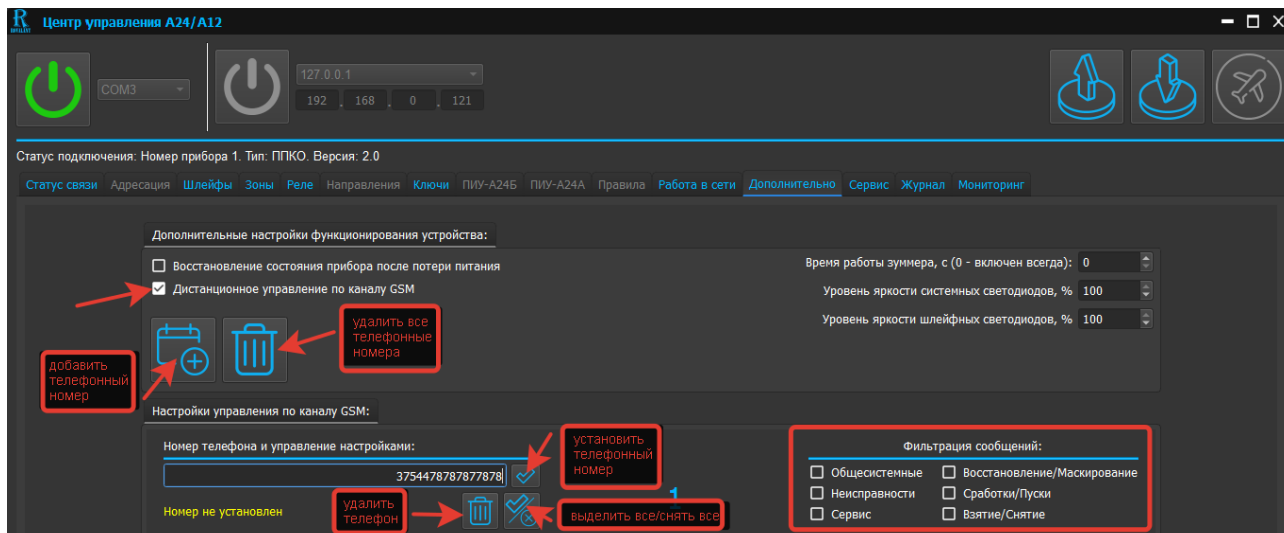 R ROVALANT Центр управления A24/A12
COM3
127.0.0.1
192 . 168 . 0 . 121
Статус подключения: Номер прибора 1. Тип: ППКО. Версия: 2.0
Статус связи Адресация Шлейфы Зоны Реле Направления Ключи ПИУ-А24Б ПИУ-А24А Правила Работа в сети Дополнительно Сервис Журнал Мониторинг
Дополнительные настройки функционирования устройства:
Восстановление состояния прибора после потери питания
Дистанционное управление по каналу GSM
Время работы зуммера, с (0 - включен всегда): 0
Уровень яркости системных светодиодов, % 100
Уровень яркости шлейфных светодиодов, % 100
удалить все
телефонные
номера
добавить
телефонный
номер
Настройки управления по каналу GSM:
Номер телефона и управление настройками:
3754478787877878
установить
телефонный
номер
Номер не установлен
удалить
телефон
выделить все/снять все
1
Фильтрация сообщений:
Общесистемные Восстановление/Маскирование
Неисправности Сработки/Пуски
Сервис Взятие/Снятие